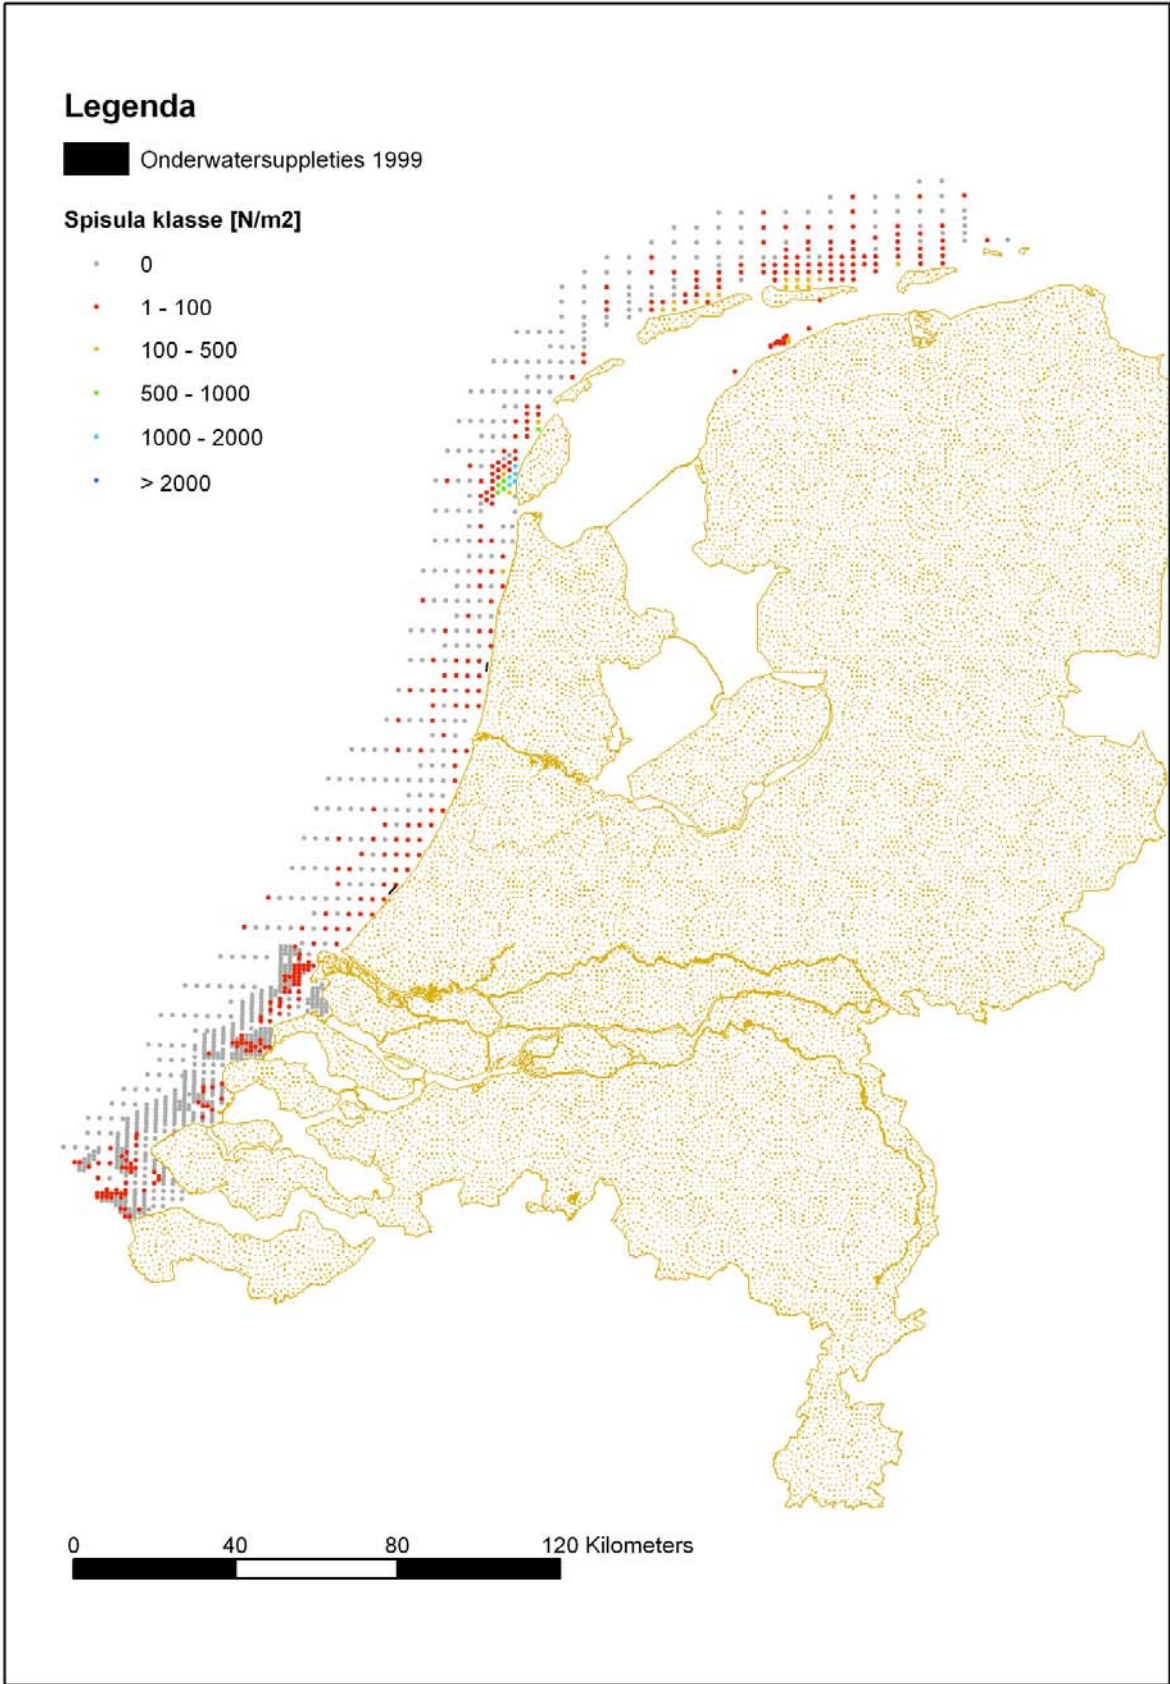 Legenda
Onderwatersuppleties 1999
Spisula klasse [N/m2]
0
1 - 100
100 - 500
500 - 1000
1000 - 2000
> 2000
0 40 80 120 Kilometers